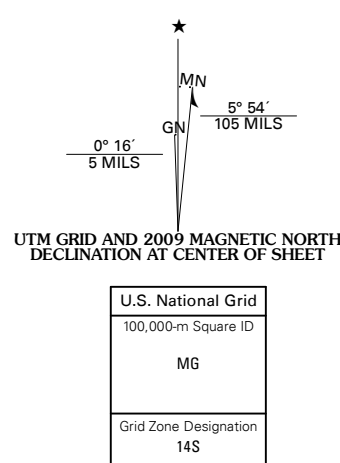 ★
MN
5° 54´
105 MILS
GN
0° 16´
5 MILS
UTM GRID AND 2009 MAGNETIC NORTH
DECLINATION AT CENTER OF SHEET
U.S. National Grid
100,000-m Square ID
MG
Grid Zone Designation
14S